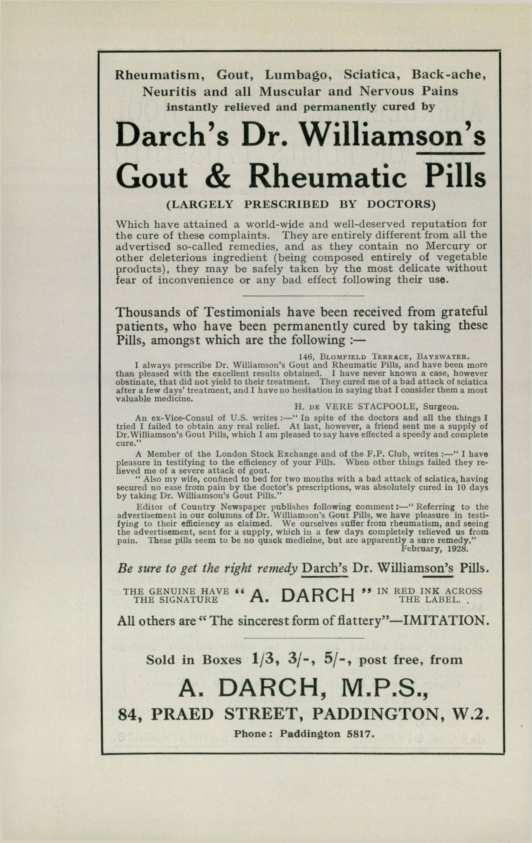 Rheumatism, Gout, Lumbago, Sciatica, Back-ache,
Neuritis and all Muscular and Nervous Pains
instantly relieved and permanently cured by
Darch's Dr. Williamson's
Gout & Rheumatic Pills
(LARGELY PRESCRIBED BY DOCTORS)
Which have attained a world-wide and well-deserved reputation for
the cure of these complaints. They are entirely different from all the
advertised so-called remedies, and as they contain no Mercury or
other deleterious ingredient (being composed entirely of vegetable
products), they may be safely taken by the most delicate without
fear of inconvenience or any bad effect following their use.
Thousands of Testimonials have been received from grateful
patients, who have been permanently cured by taking these
Pills, amongst which are the following :—
146, BLOMFIELD TERRACE, BAYSWATER.
I always prescribe Dr. Williamson's Gout and Rheumatic Pills, and have been more
than pleased with the excellent results obtained. I have never known a case, however
obstinate, that did not yield to their treatment. They cured me of a bad attack of sciatica
after a few days' treatment, and I have no hesitation in saying that I consider them a most
valuable medicine.
H. DE VERE STACPOOLE, Surgeon.
An ex-Vice-Consul of U.S. writes :—" In spite of the doctors and all the things I
tried I failed to obtain any real relief. At last, however, a friend sent me a supply of
Dr. Williamson's Gout Pills, which I am pleased to say have effected a speedy and complete
cure."
A Member of the London Stock Exchange and of the F.P. Club, writes :—" I have
pleasure in testifying to the efficiency of your Pills. When other things failed they re-
lieved me of a severe attack of gout.
" Also my wife, confined to bed for two months with a bad attack of sciatica, having
secured no ease from pain by the doctor's prescriptions, was absolutely cured in 10 days
by taking Dr. Williamson's Gout Pills."
Editor of Country Newspaper publishes following comment :—" Referring to the
advertisement in our columns of Dr. Williamson's Gout Pills, we have pleasure in testi-
fying to their efficiency as claimed. We ourselves suffer from rheumatism, and seeing
the advertisement, sent for a supply, which in a few days completely relieved us from
pain. These pills seem to be no quack medicine, but are apparently a sure remedy."
February, 1928.
Be sure to get the right remedy Darch's Dr. Williamson's Pills.
THE GENUINE HAVE THE SIGNATURE " A. DARCH " IN RED INK ACROSS THE LABEL.
All others are " The sincerest form of flattery"—IMITATION.
Sold in Boxes 1/3, 3/-, 5/-, post free, from
A. DARCH, M.P.S.,
84, PRAED STREET, PADDINGTON, W.2.
Phone : Paddington 5817.